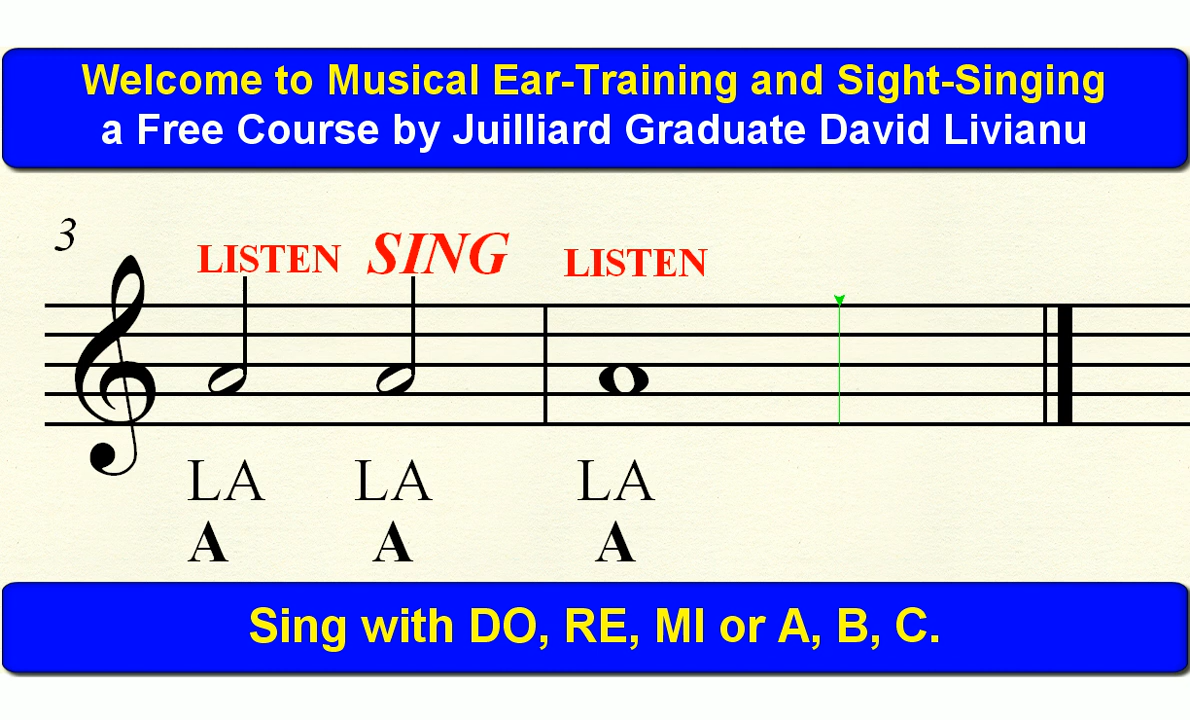 Welcome to Musical Ear-Training and Sight-Singing
a Free Course by Juilliard Graduate David Livianu
3
LISTEN SING LISTEN
LA LA LA
A A A
Sing with DO, RE, MI or A, B, C.